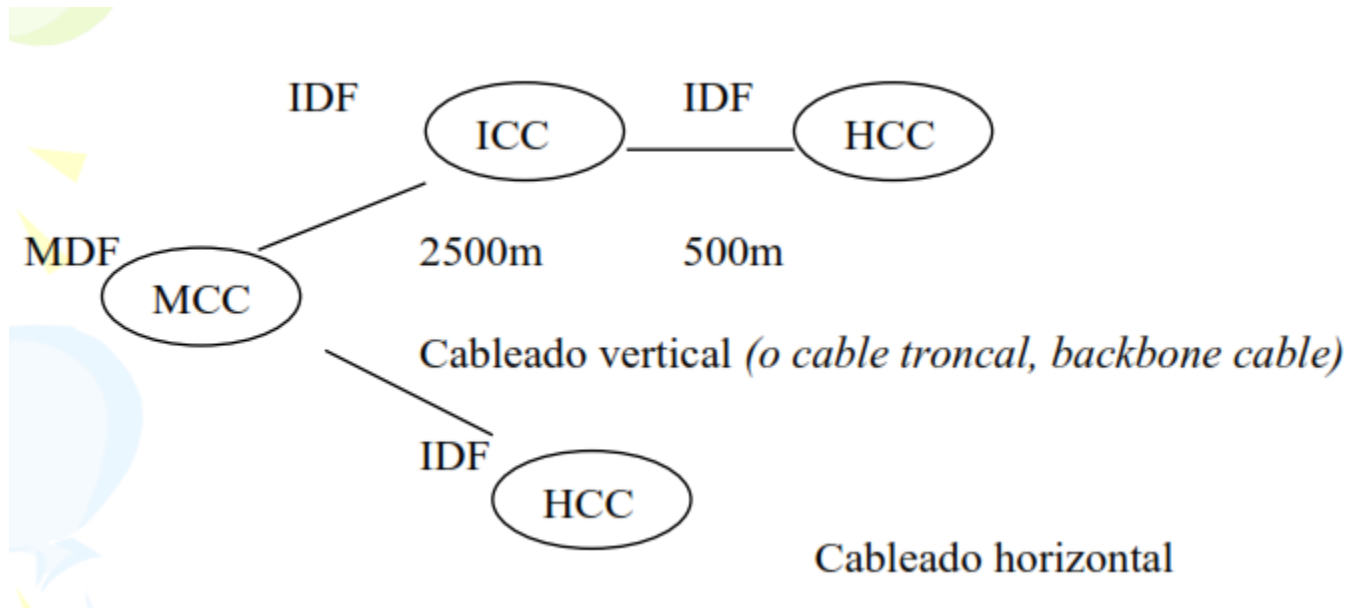 IDF
ICC
IDF
HCC
MDF
MCC
2500m
500m
Cableado vertical (o cable troncal, backbone cable)
IDF
HCC
Cableado horizontal